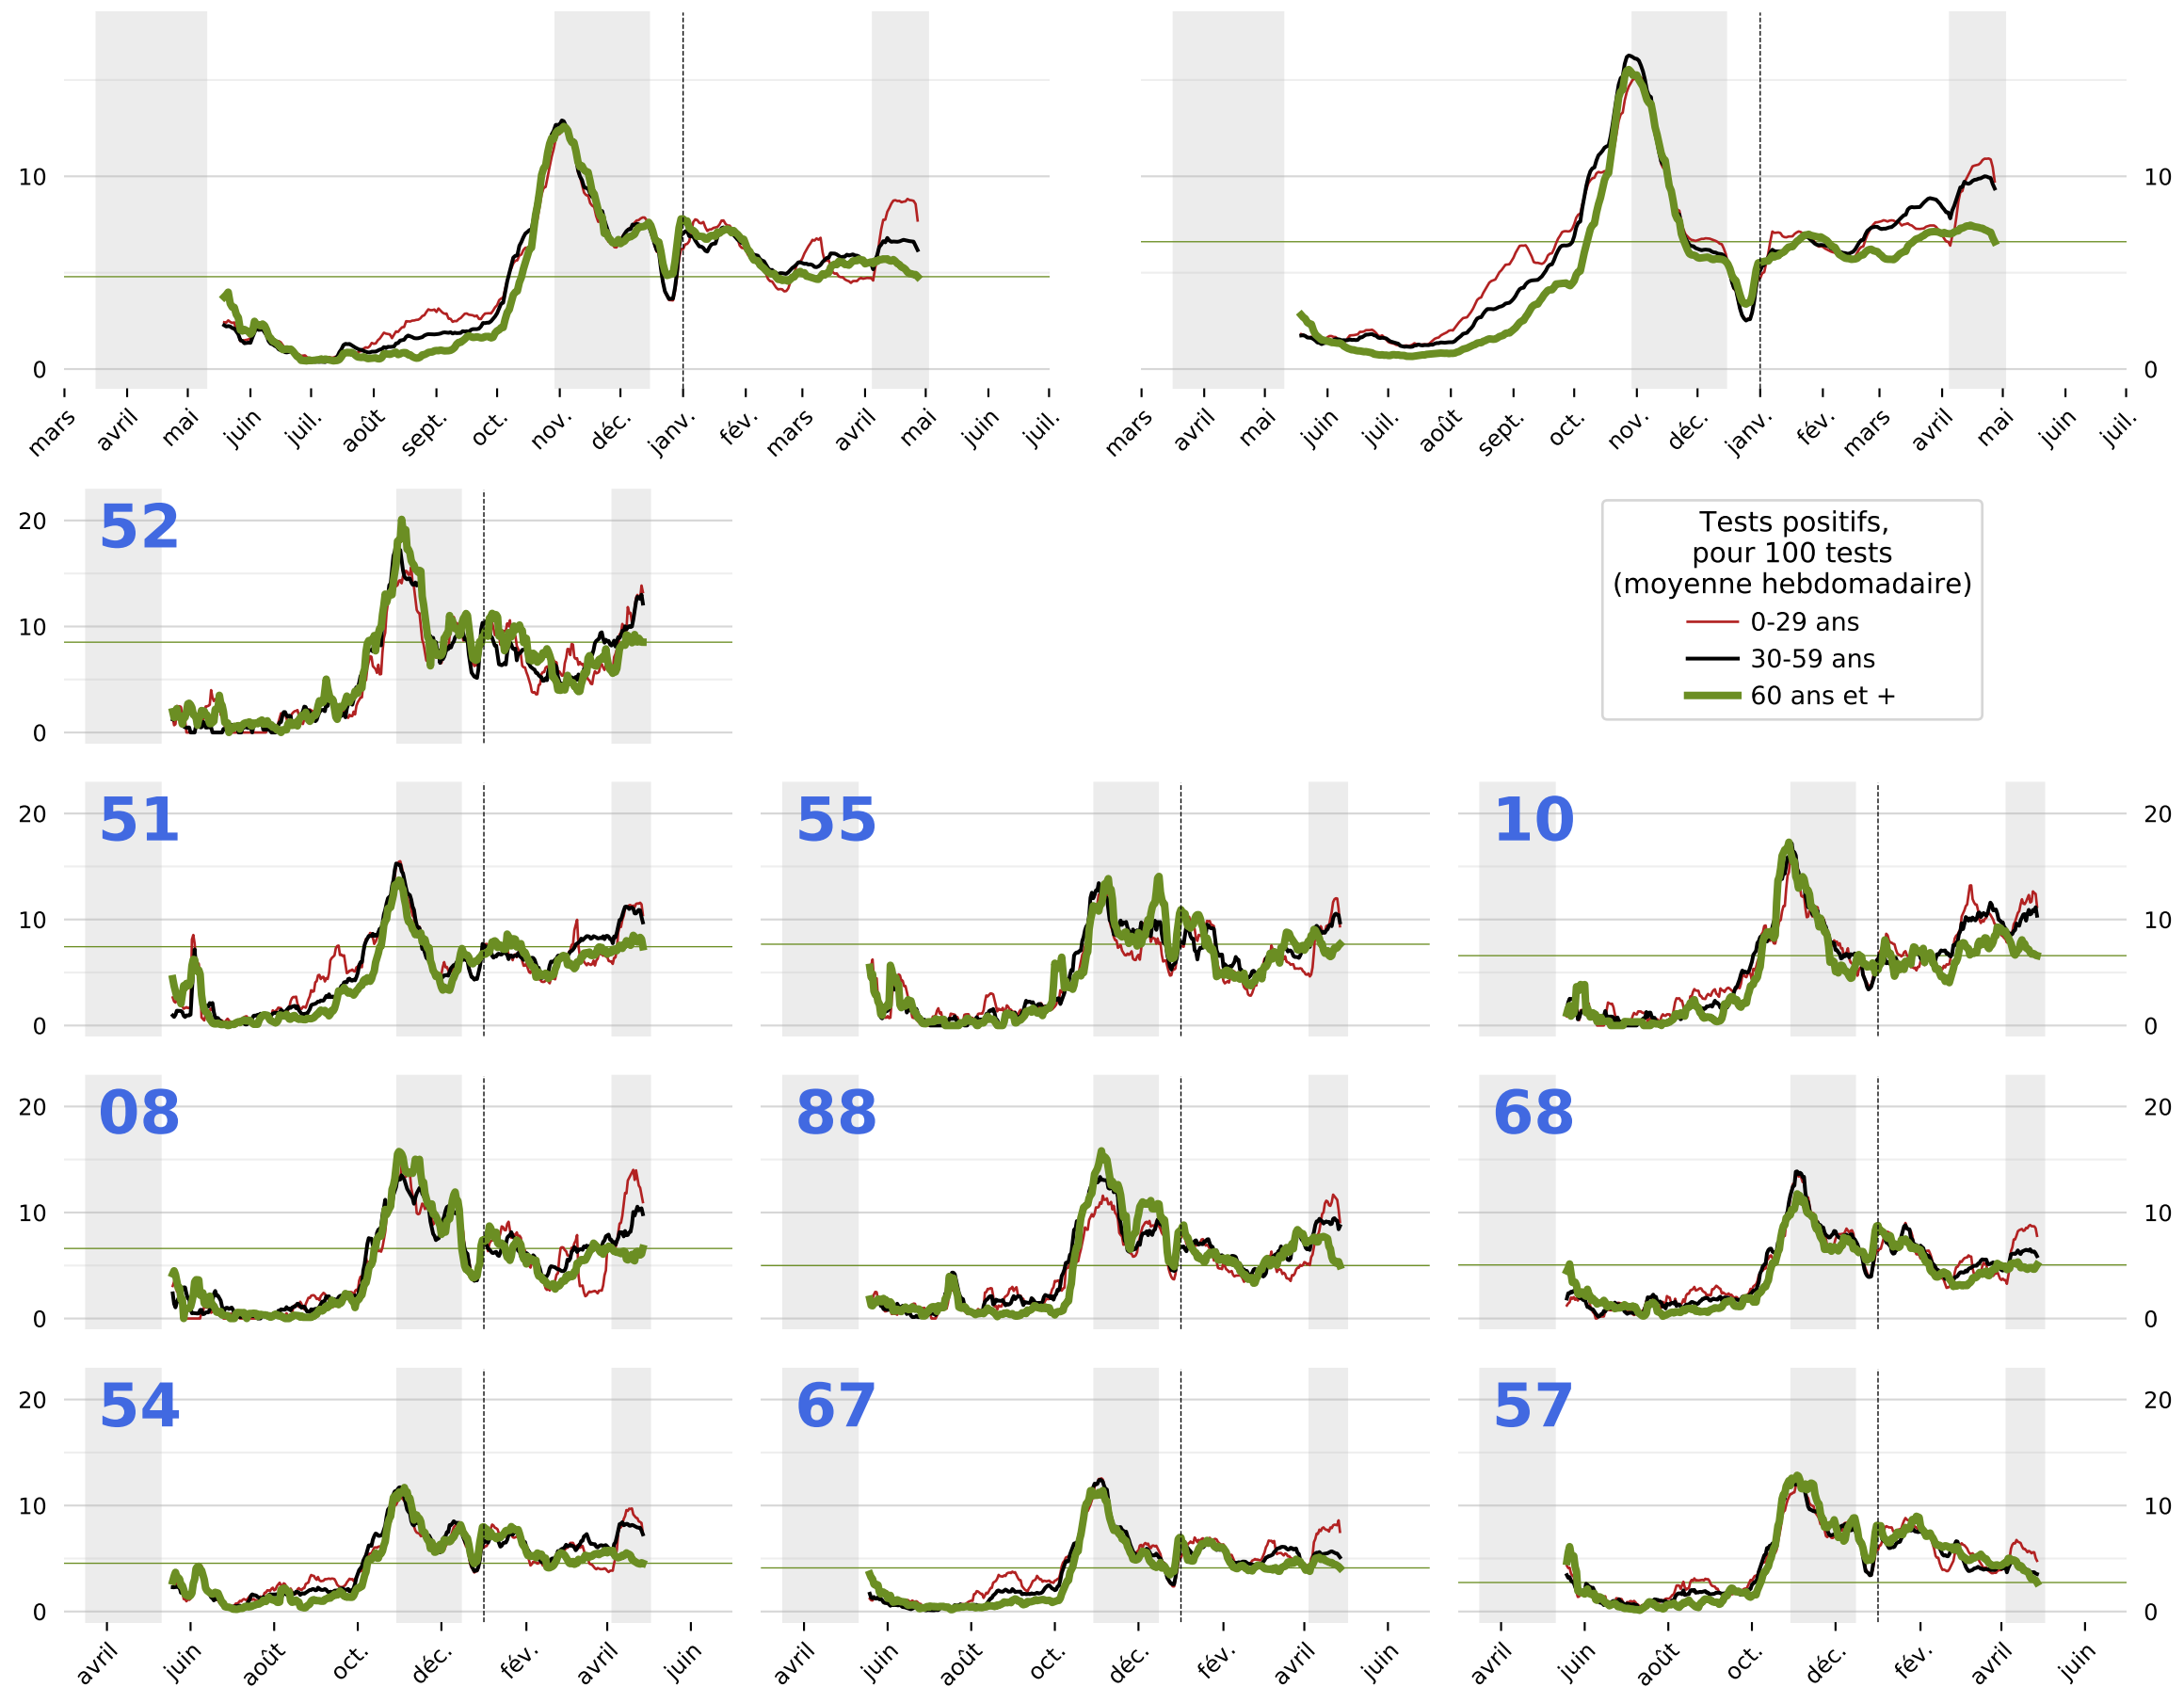 10
0
mars
avril
mai
juin
juil.
août
sept.
oct.
nov.
déc.
janv.
fév.
mars
avril
mai
juin
juil.
10
0
mars
avril
mai
juin
juil.
août
sept.
oct.
nov.
déc.
janv.
fév.
mars
avril
mai
juin
juil.
52
20
10
0
Tests positifs,
pour 100 tests
(moyenne hebdomadaire)
0-29 ans
30-59 ans
60 ans et +
51
20
10
0
55
10
20
10
0
08
20
10
0
88
68
20
10
0
54
20
10
0
avril
juin
août
oct.
déc.
fév.
avril
juin
67
avril
juin
août
oct.
déc.
fév.
avril
juin
57
20
10
0
avril
juin
août
oct.
déc.
fév.
avril
juin